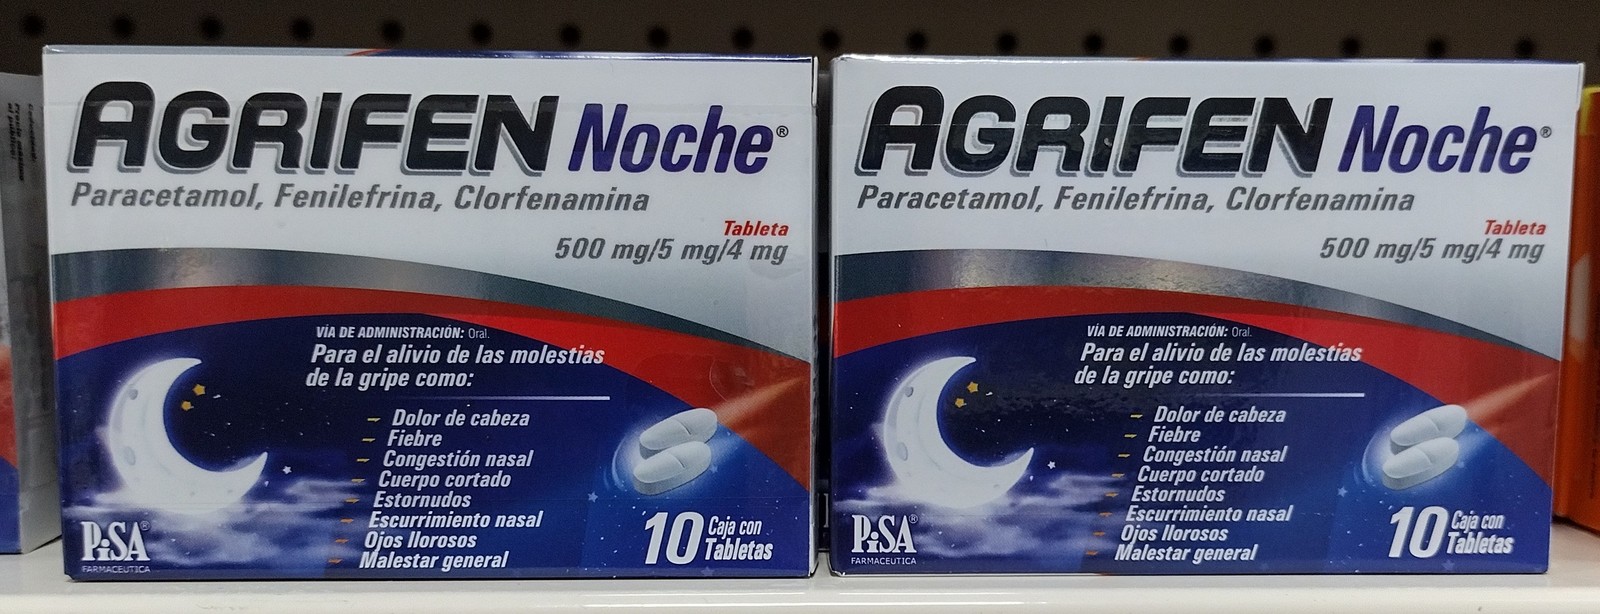 AGRIFEN Noche®
Paracetamol, Fenilefrina, Clorfenamina
Tableta
500 mg/5 mg/4 mg
VÍA DE ADMINISTRACIÓN: Oral.
Para el alivio de las molestias
de la gripe como:
– Dolor de cabeza
– Fiebre
– Congestión nasal
– Cuerpo cortado
– Estornudos
– Escurrimiento nasal
– Ojos llorosos
– Malestar general
PiSA®
FARMACEUTICA
10 Caja con
Tabletas
AGRIFEN Noche®
Paracetamol, Fenilefrina, Clorfenamina
Tableta
500 mg/5 mg/4 mg
VÍA DE ADMINISTRACIÓN: Oral.
Para el alivio de las molestias
de la gripe como:
– Dolor de cabeza
– Fiebre
– Congestión nasal
– Cuerpo cortado
– Estornudos
– Escurrimiento nasal
– Ojos llorosos
– Malestar general
PiSA®
FARMACEUTICA
10 Caja con
Tabletas